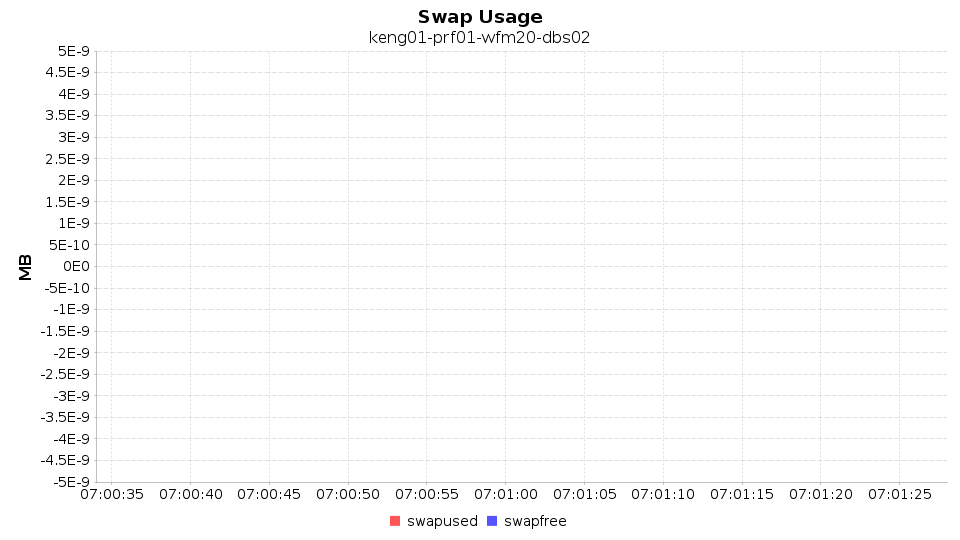 Swap Usage
keng01-prf01-wfm20-dbs02
5E-9
4.5E-9
4E-9
3.5E-9
3E-9
2.5E-9
2E-9
1.5E-9
1E-9
5E-10
0E0
-5E-10
-1E-9
-1.5E-9
-2E-9
-2.5E-9
-3E-9
-3.5E-9
-4E-9
-4.5E-9
-5E-9
MB
07:00:35 07:00:40 07:00:45 07:00:50 07:00:55 07:01:00 07:01:05 07:01:10 07:01:15 07:01:20 07:01:25
swapused swapfree